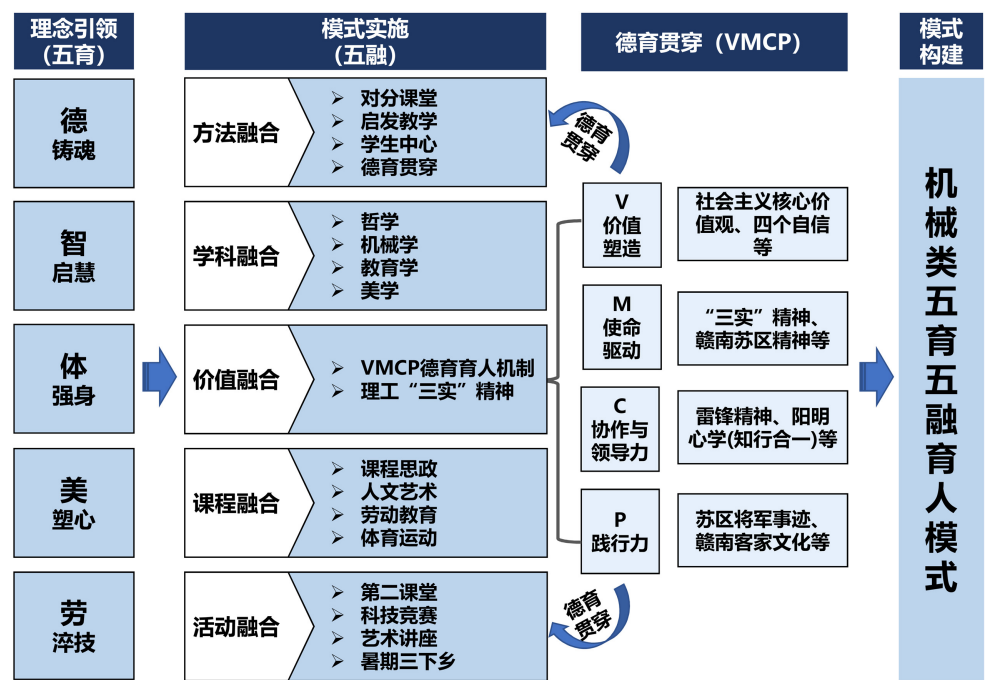 理念引领
（五育）
德
铸魂
智
启慧
体
强身
美
塑心
劳
淬技
模式实施
（五融）
方法融合
➢ 对分课堂
➢ 启发教学
➢ 学生中心
➢ 德育贯穿
学科融合
➢ 哲学
➢ 机械学
➢ 教育学
➢ 美学
价值融合
➢ VMCP德育育人机制
➢ 理工“三实”精神
课程融合
➢ 课程思政
➢ 人文艺术
➢ 劳动教育
➢ 体育运动
活动融合
➢ 第二课堂
➢ 科技竞赛
➢ 艺术讲座
➢ 暑期三下乡
德育贯穿（VMCP）
德育
贯穿
V
价值
塑造
社会主义核心价
值观、四个自信
等
M
使命
驱动
“三实”精神、
赣南苏区精神等
C
协作与
领导力
雷锋精神、阳明
心学(知行合一)等
P
践行力
苏区将军事迹、
赣南客家文化等
德育
贯穿
模式
构建
机械类五育五融育人模式